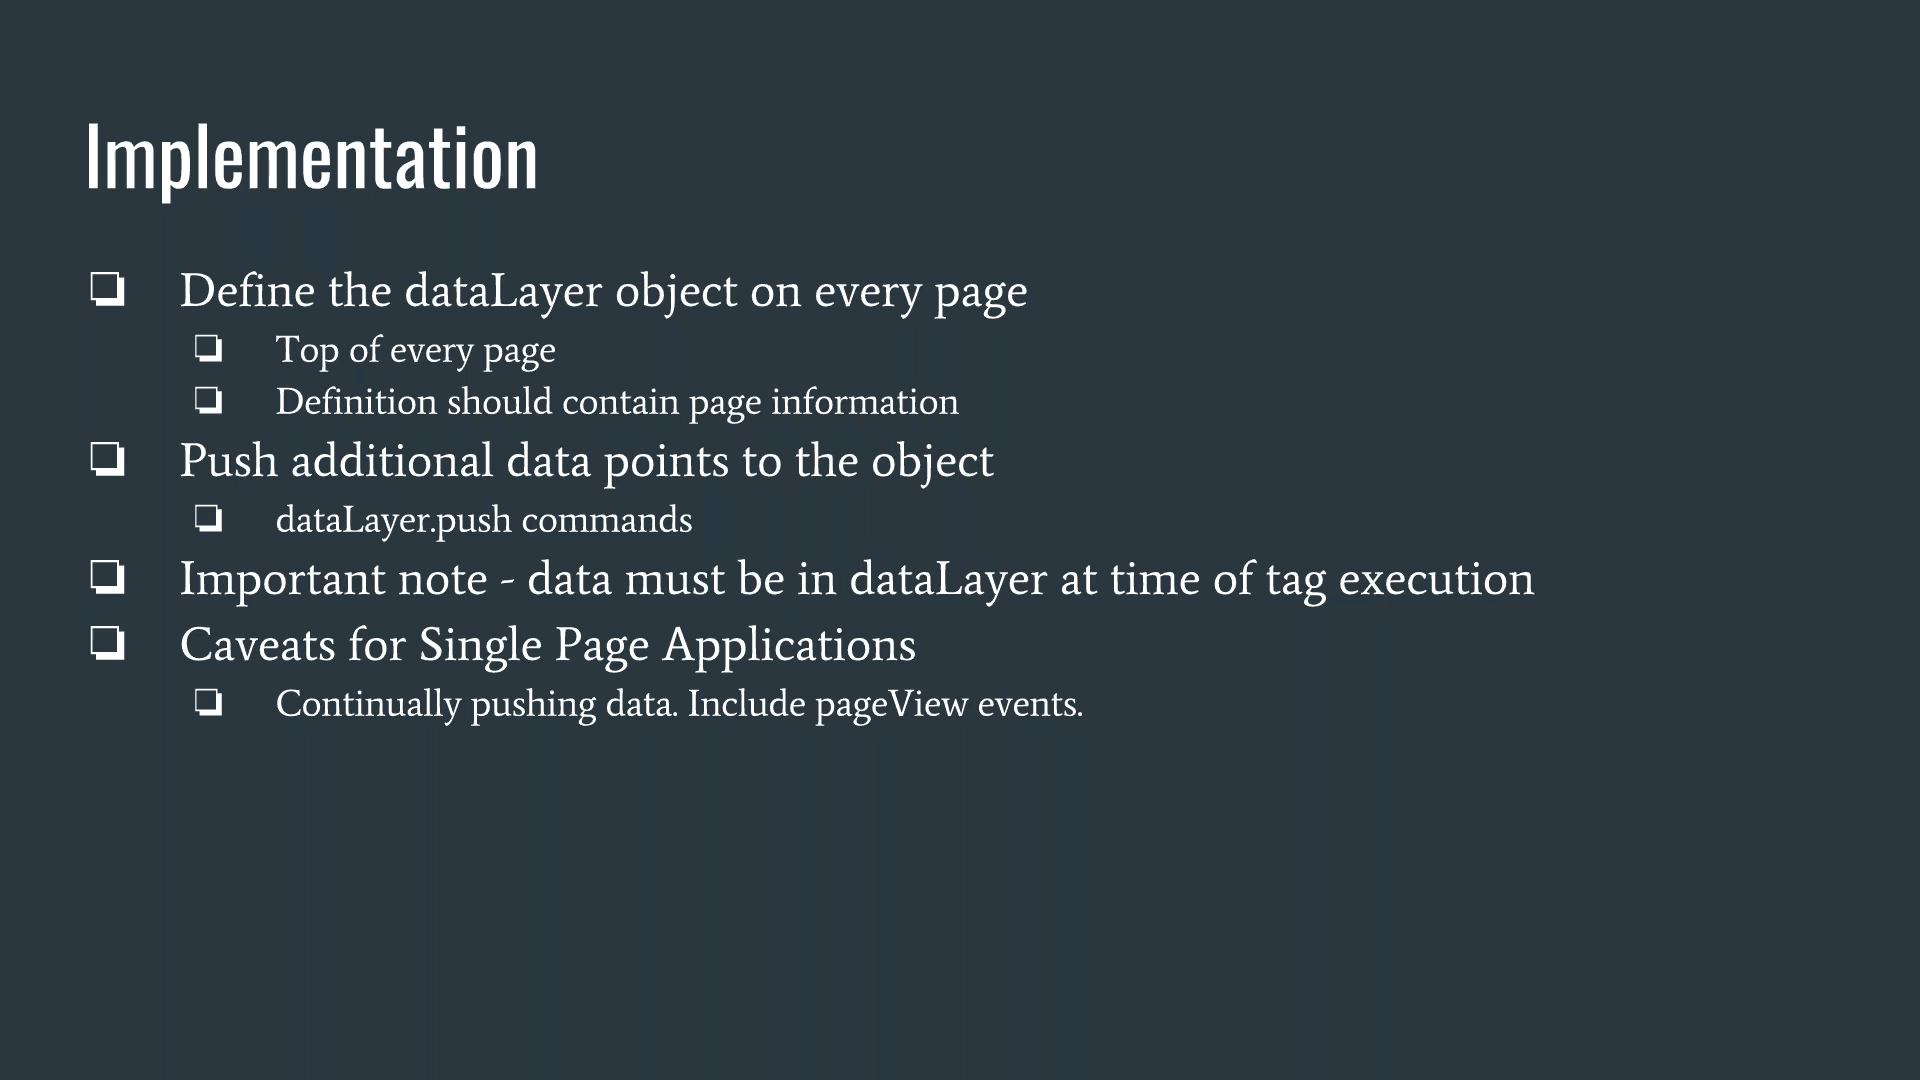 Implementation
❏ Define the dataLayer object on every page
❏ Top of every page
❏ Definition should contain page information
❏ Push additional data points to the object
❏ dataLayer.push commands
❏ Important note - data must be in dataLayer at time of tag execution
❏ Caveats for Single Page Applications
❏ Continually pushing data. Include pageView events.